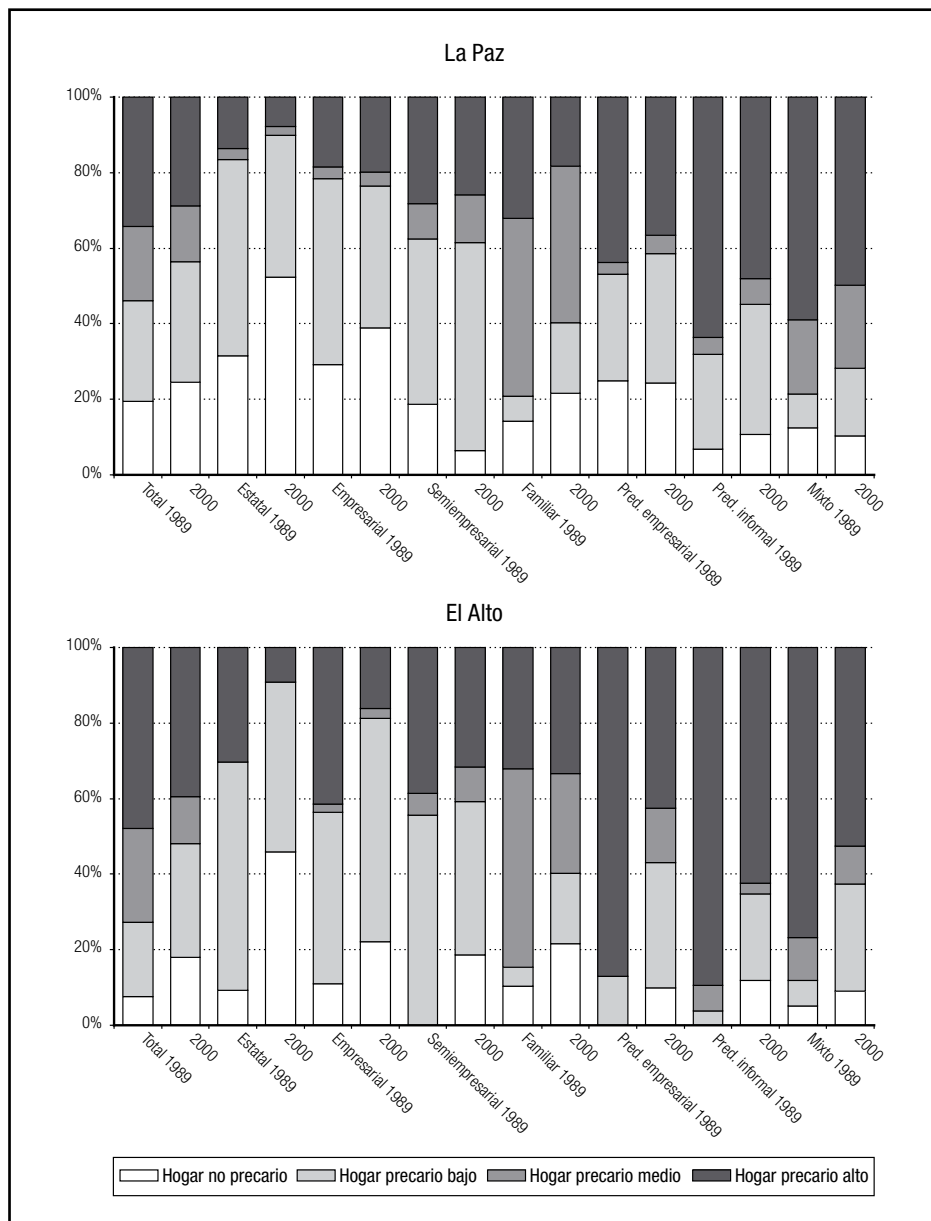 La Paz
100%
80%
60%
40%
20%
0%
Total 1989
2000
Estatal 1989
2000
Empresarial 1989
2000
Semiempresarial 1989
2000
Familiar 1989
2000
Pred. empresarial 1989
2000
Pred. informal 1989
2000
Mixto 1989
2000
El Alto
100%
80%
60%
40%
20%
0%
Total 1989
2000
Estatal 1989
2000
Empresarial 1989
2000
Semiempresarial 1989
2000
Familiar 1989
2000
Pred. empresarial 1989
2000
Pred. informal 1989
2000
Mixto 1989
2000
Hogar no precario Hogar precario bajo Hogar precario medio Hogar precario alto